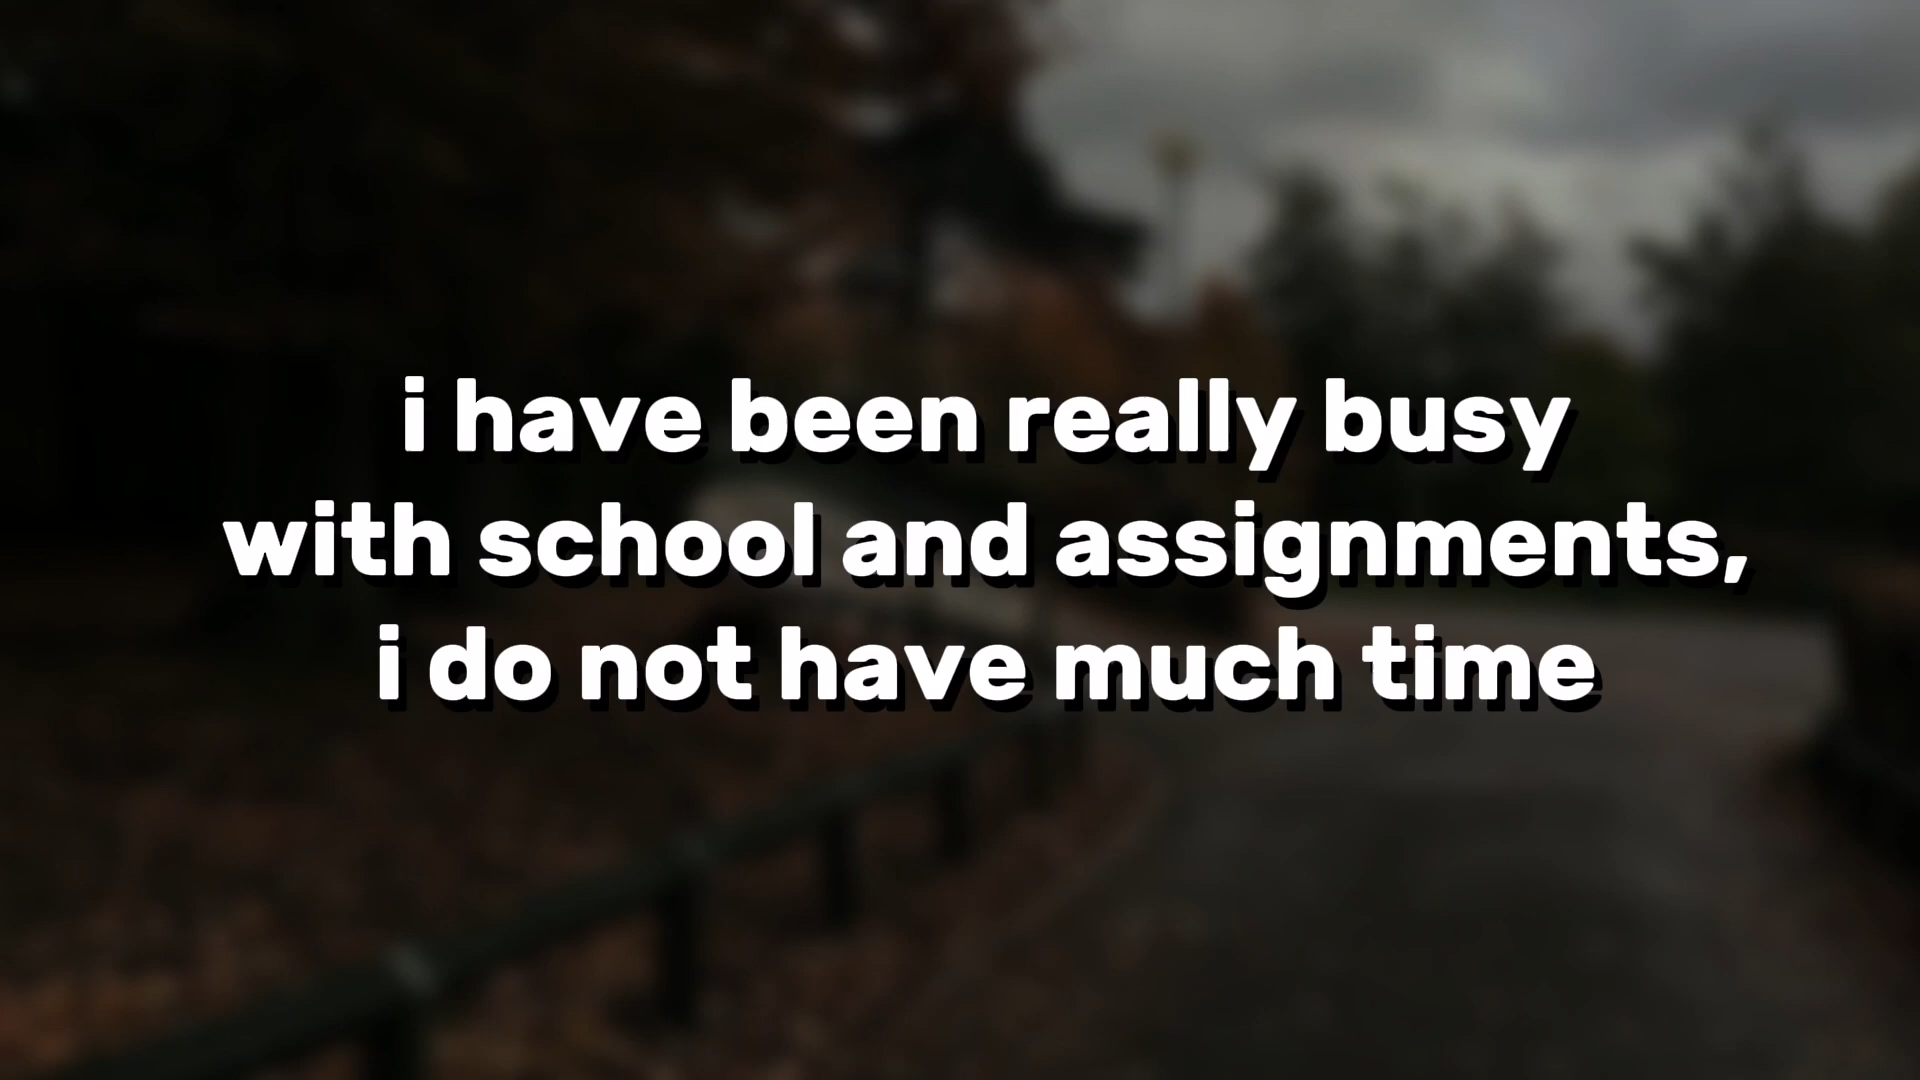 i have been really busy
with school and assignments,
i do not have much time